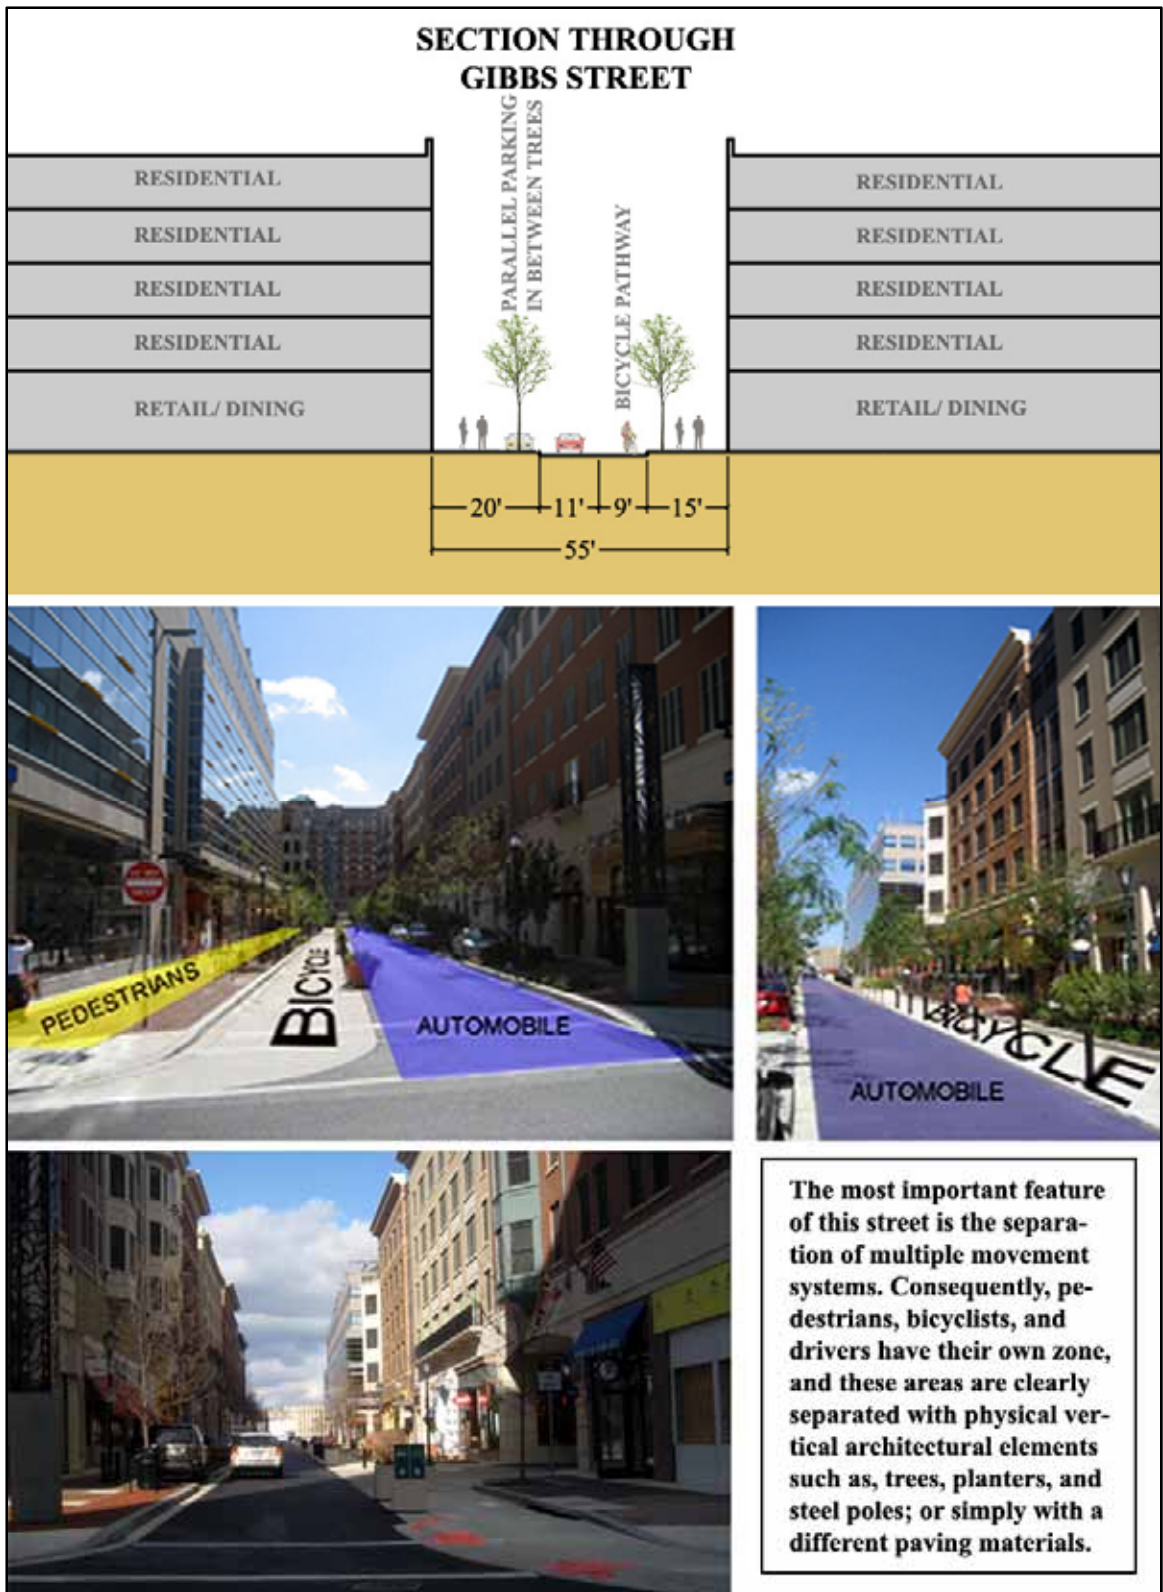 SECTION THROUGH
GIBBS STREET
PARALLEL PARKING
IN BETWEEN TREES
BICYCLE PATHWAY
RESIDENTIAL
RESIDENTIAL
RESIDENTIAL
RESIDENTIAL
RETAIL/ DINING
RESIDENTIAL
RESIDENTIAL
RESIDENTIAL
RESIDENTIAL
RETAIL/ DINING
20' 11' 9' 15'
55'
PEDESTRIANS
BICYCLE
AUTOMOBILE
BICYCLE
AUTOMOBILE
The most important feature
of this street is the separa-
tion of multiple movement
systems. Consequently, pe-
destrians, bicyclists, and
drivers have their own zone,
and these areas are clearly
separated with physical ver-
tical architectural elements
such as, trees, planters, and
steel poles; or simply with a
different paving materials.